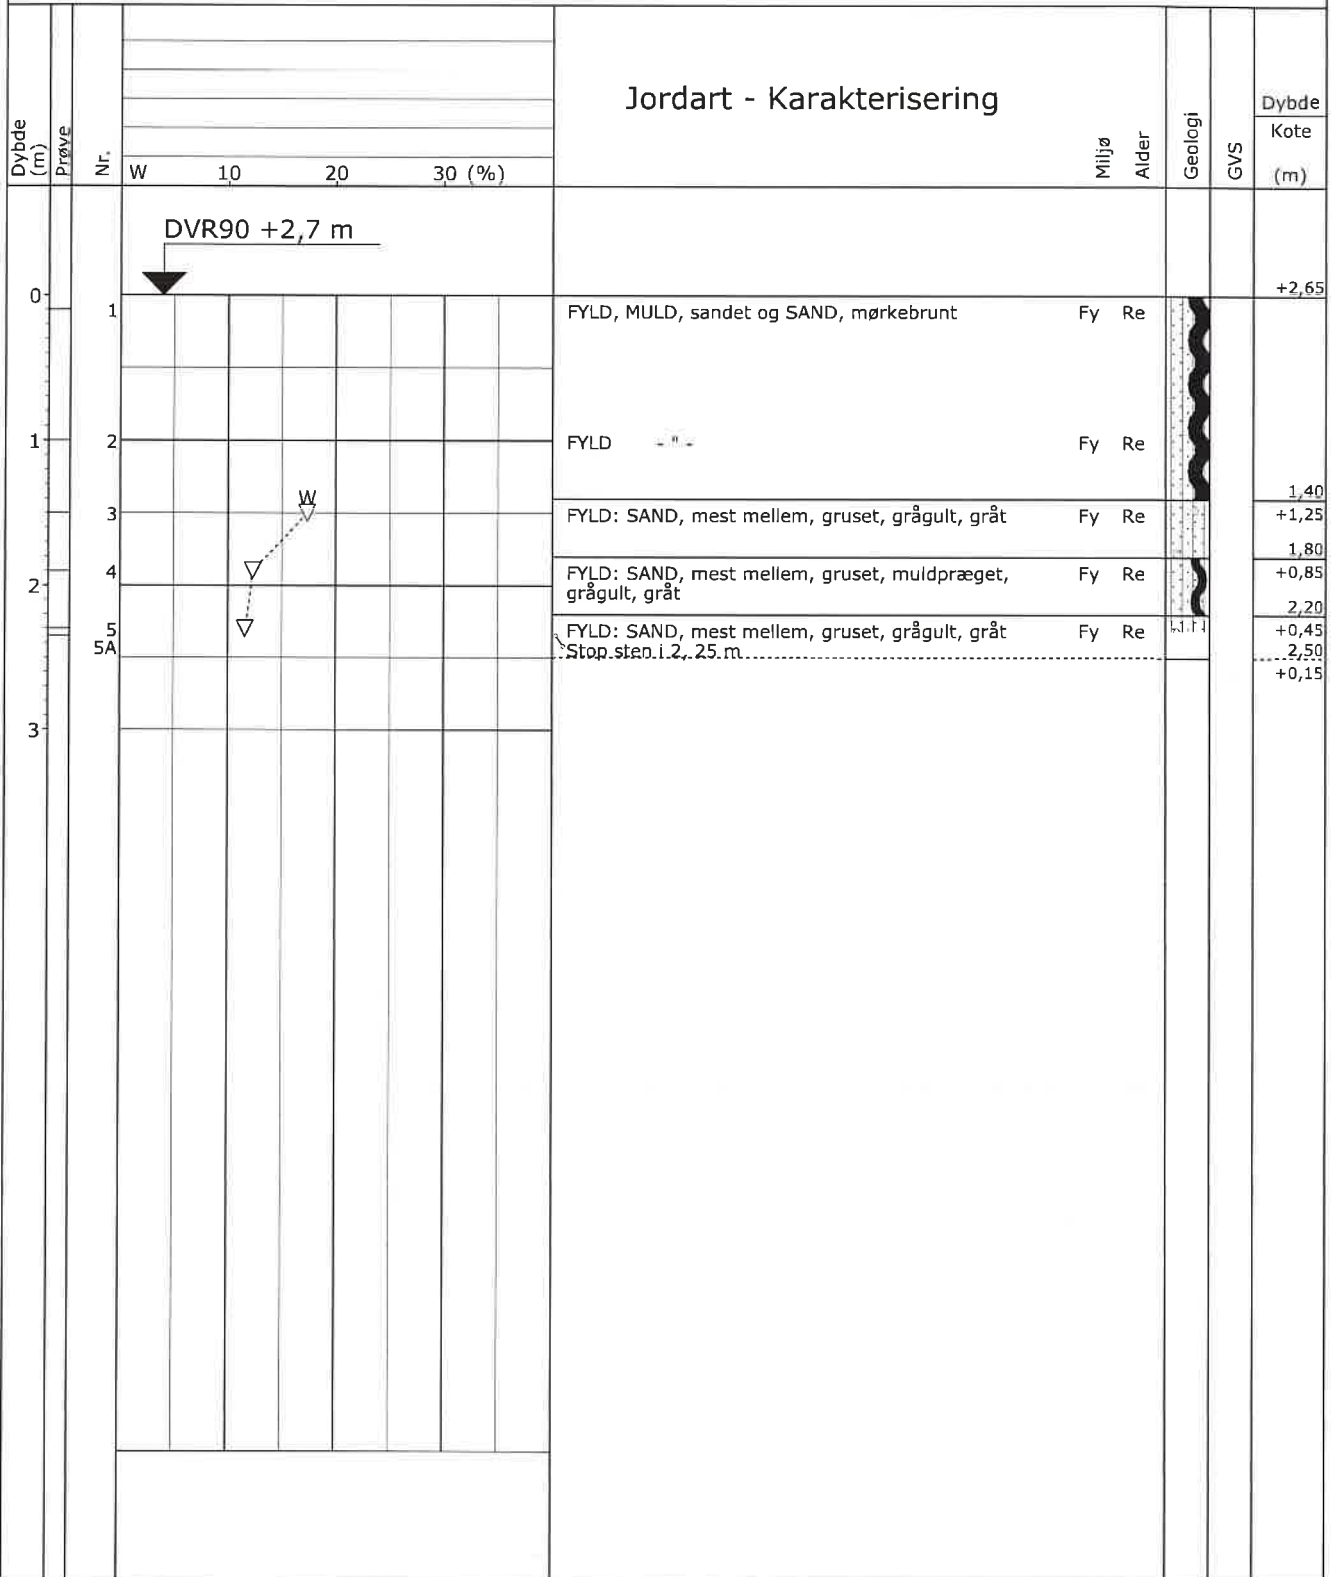 Jordart - Karakterisering
Dybde (m)
Prøve
Nr.
W 10 20 30 (%)
Miljø
Alder
Geologi
GVS
Dybde
Kote
(m)
DVR90 +2,7 m
+2,65
0
1 FYLD, MULD, sandet og SAND, mørkebrunt Fy Re
1 2 FYLD - " - Fy Re
1,40
W
3 FYLD: SAND, mest mellem, gruset, grågult, gråt Fy Re +1,25
1,80
4 FYLD: SAND, mest mellem, gruset, muldpræget, Fy Re +0,85
2 grågult, gråt
2,20
5 FYLD: SAND, mest mellem, gruset, grågult, gråt Fy Re +0,45
5A Stop sten i 2, 25 m 2,50
+0,15
3